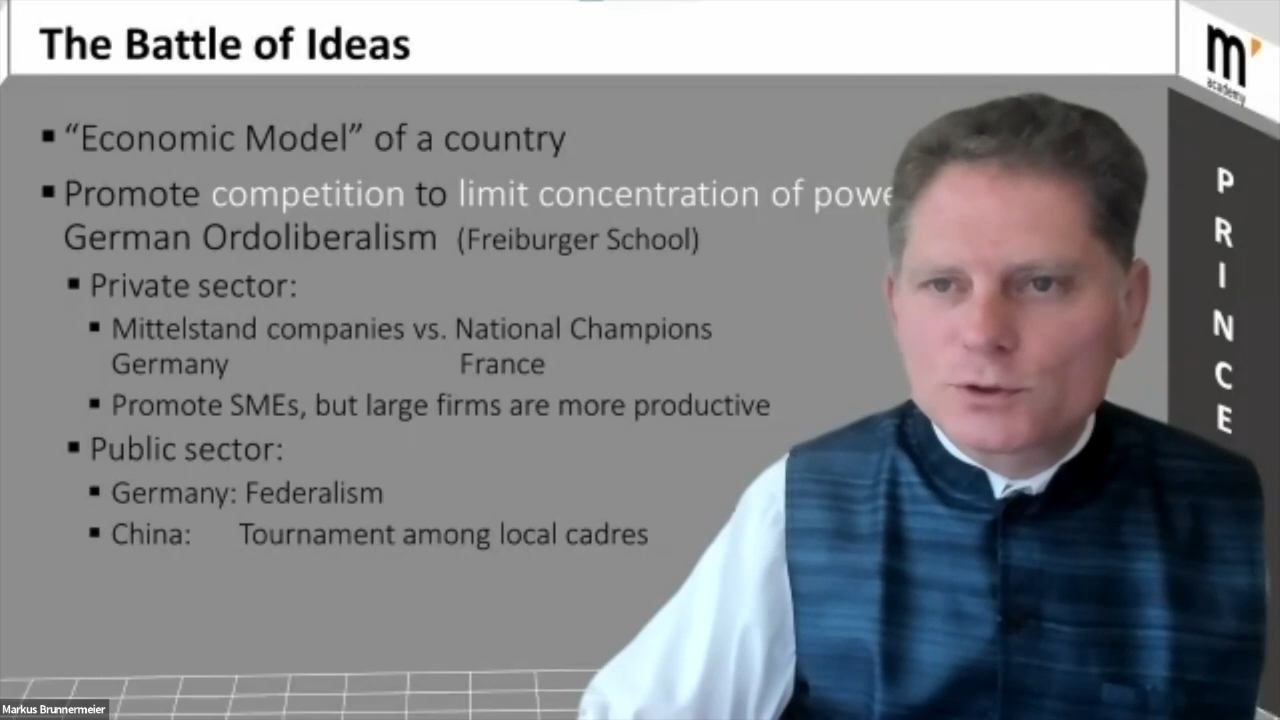 The Battle of Ideas
m'
academy
▪ “Economic Model” of a country
▪ Promote competition to limit concentration of powe
German Ordoliberalism (Freiburger School)
▪ Private sector:
▪ Mittelstand companies vs. National Champions
Germany France
▪ Promote SMEs, but large firms are more productive
▪ Public sector:
▪ Germany: Federalism
▪ China: Tournament among local cadres
PRINCE
Markus Brunnermeier